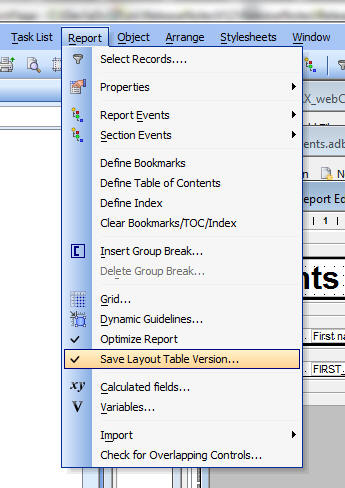 Task List Report Object Arrange Stylesheets Window
Select Records....
Properties
X_webC
Report Events
Section Events
ents.adb
Define Bookmarks
Define Table of Contents
Define Index
eport Ed
Clear Bookmarks/TOC/Index
1
Insert Group Break...
Delete Group Break...
nts
Grid...
Dynamic Guidelines...
Optimize Report
First na
Save Layout Table Version...
FIRST_
xy Calculated fields...
V Variables...
Import
Check for Overlapping Controls...